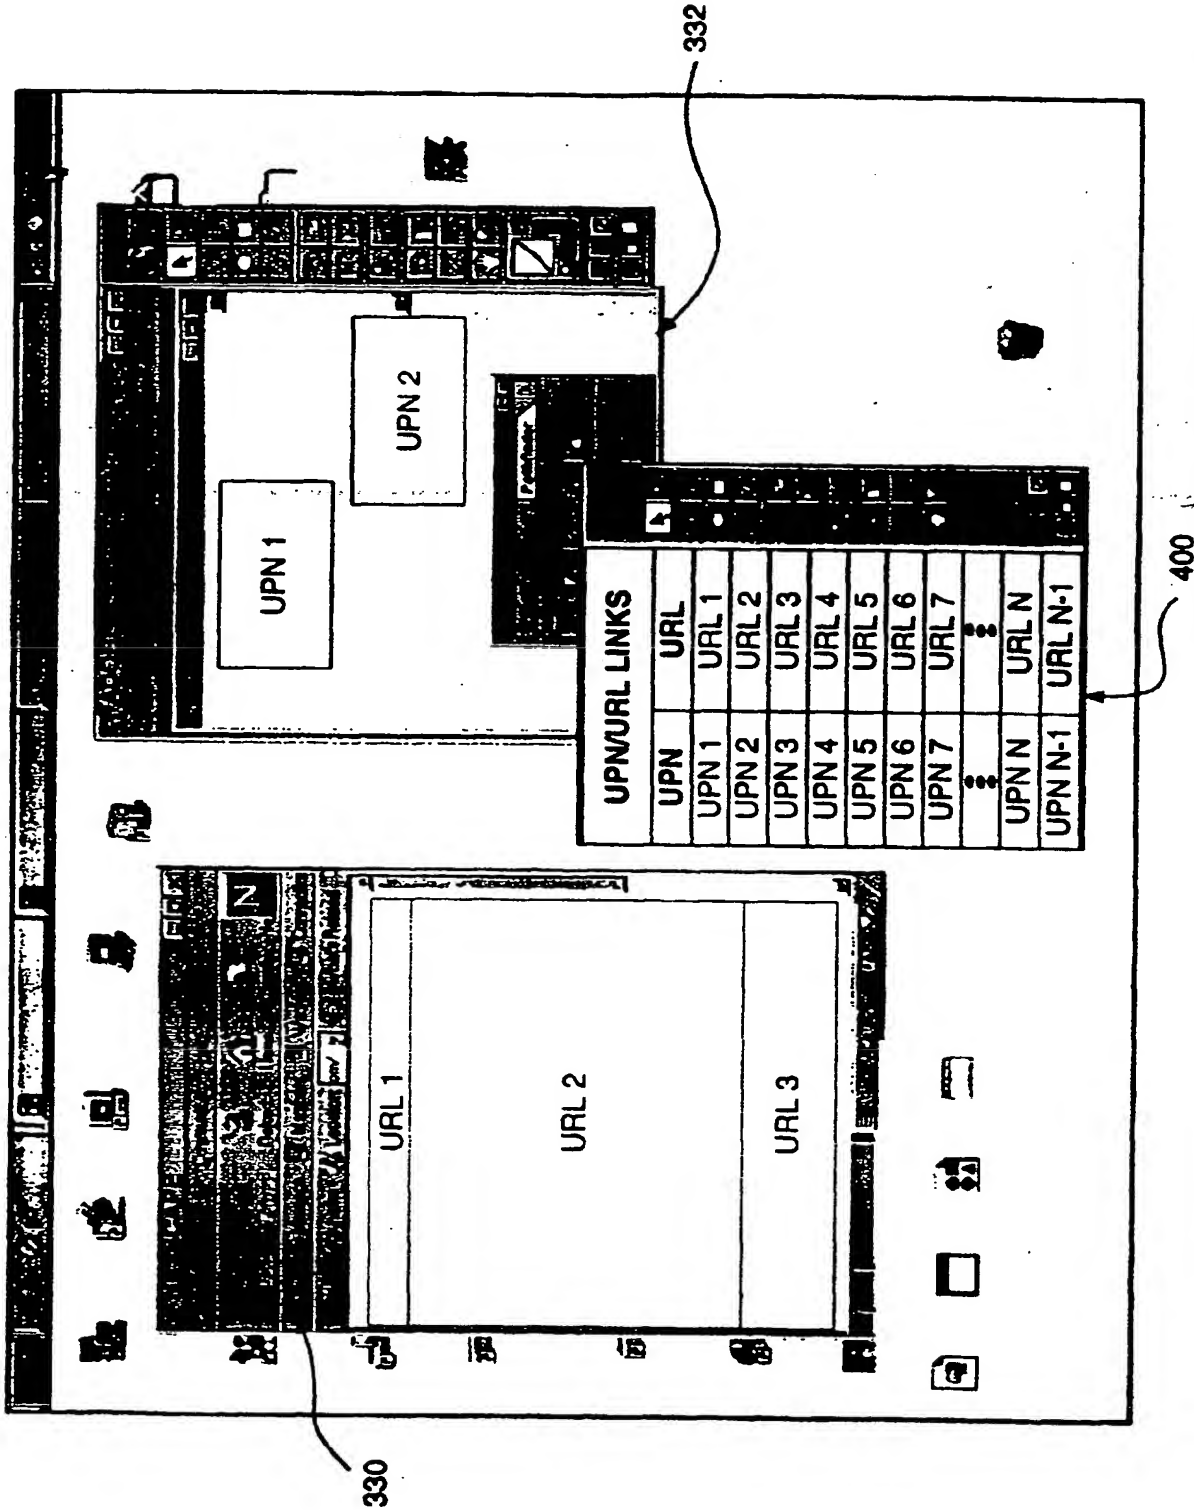 332
UPN 1
UPN 2
Pathfinder
UPN/URL LINKS
UPN URL
UPN 1 URL 1
UPN 2 URL 2
UPN 3 URL 3
UPN 4 URL 4
UPN 5 URL 5
UPN 6 URL 6
UPN 7 URL 7
••• •••
UPN N URL N
UPN N-1 URL N-1
400
N
Location
URL 1
URL 2
URL 3
330